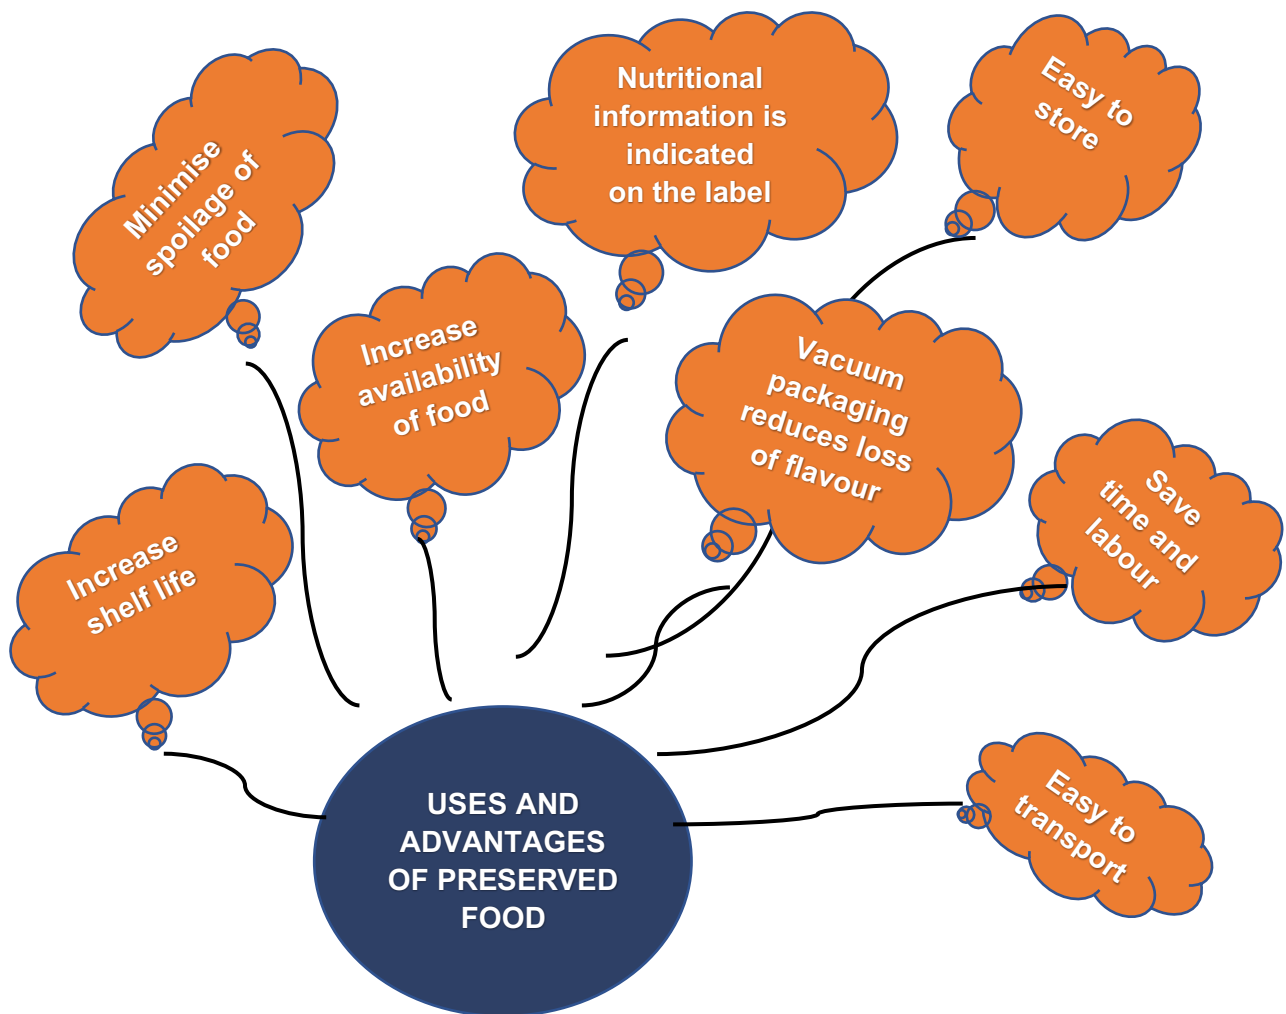 Minimise
spoilage of
food
Nutritional
information is
indicated
on the label
Easy to
store
Increase
availability
of food
Vacuum
packaging
reduces loss
of flavour
Increase
shelf life
Save
time and
labour
Easy to
transport
USES AND
ADVANTAGES
OF PRESERVED
FOOD